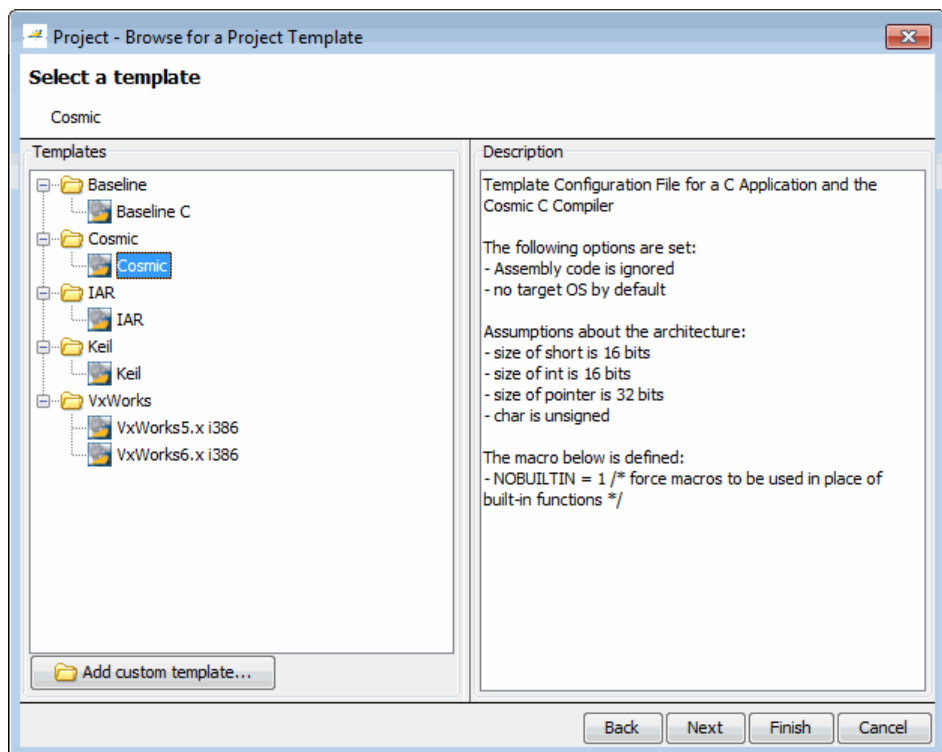 Project - Browse for a Project Template
Select a template
Cosmic
Templates
Baseline
Baseline C
Cosmic
Cosmic
IAR
IAR
Keil
Keil
VxWorks
VxWorks5.x i386
VxWorks6.x i386
Add custom template...
Description
Template Configuration File for a C Application and the
Cosmic C Compiler
The following options are set:
- Assembly code is ignored
- no target OS by default
Assumptions about the architecture:
- size of short is 16 bits
- size of int is 16 bits
- size of pointer is 32 bits
- char is unsigned
The macro below is defined:
- NOBUILTIN = 1 /* force macros to be used in place of
built-in functions */
Back
Next
Finish
Cancel